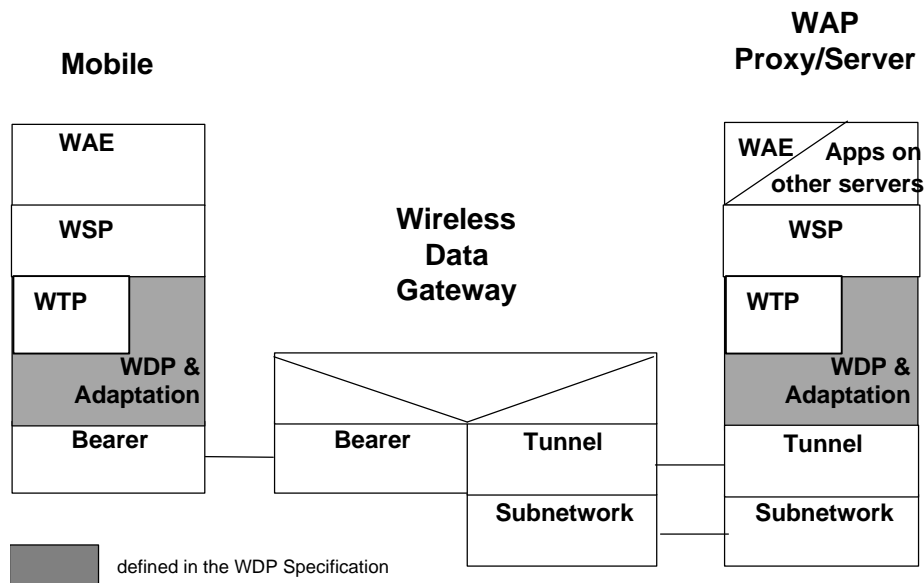 WAP
Proxy/Server
Mobile
WAE
WAE
Apps on
other servers
WSP
Wireless
Data
Gateway
WSP
WTP
WTP
WDP &
Adaptation
WDP &
Adaptation
Bearer
Bearer
Tunnel
Tunnel
Subnetwork
Subnetwork
defined in the WDP Specification